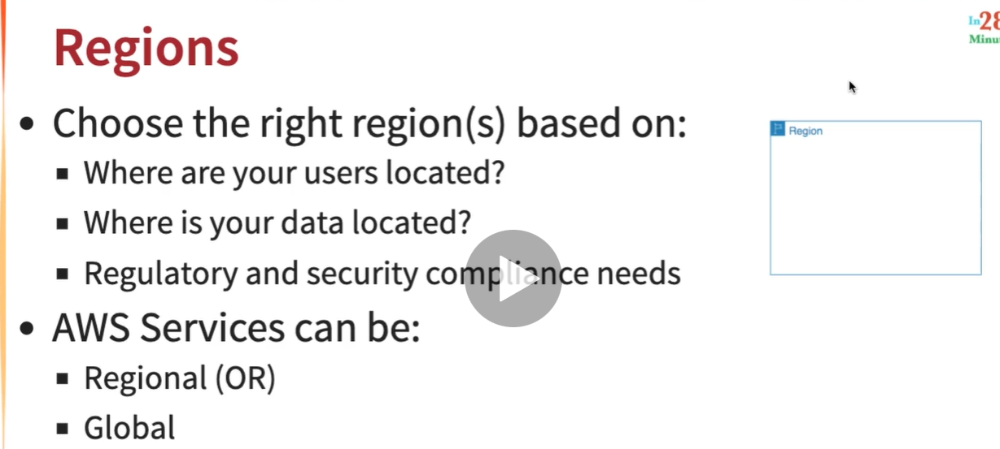 Regions
In28
Minu
• Choose the right region(s) based on:
▪ Where are your users located?
▪ Where is your data located?
▪ Regulatory and security compliance needs
• AWS Services can be:
▪ Regional (OR)
▪ Global
Region